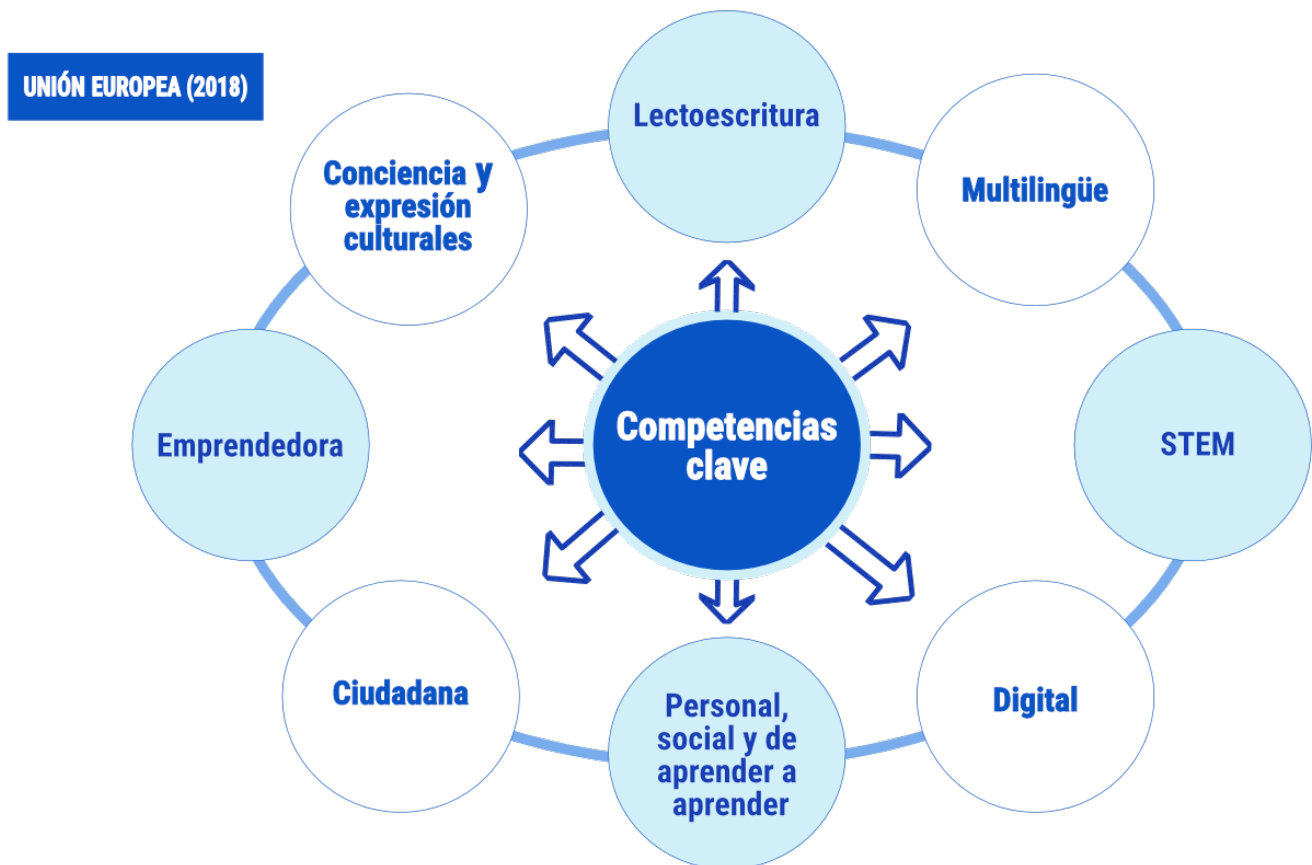 UNIÓN EUROPEA (2018)
Lectoescritura
Conciencia y
expresión
culturales
Multilingüe
Emprendedora
Competencias
clave
STEM
Ciudadana
Personal,
social y de
aprender a
aprender
Digital